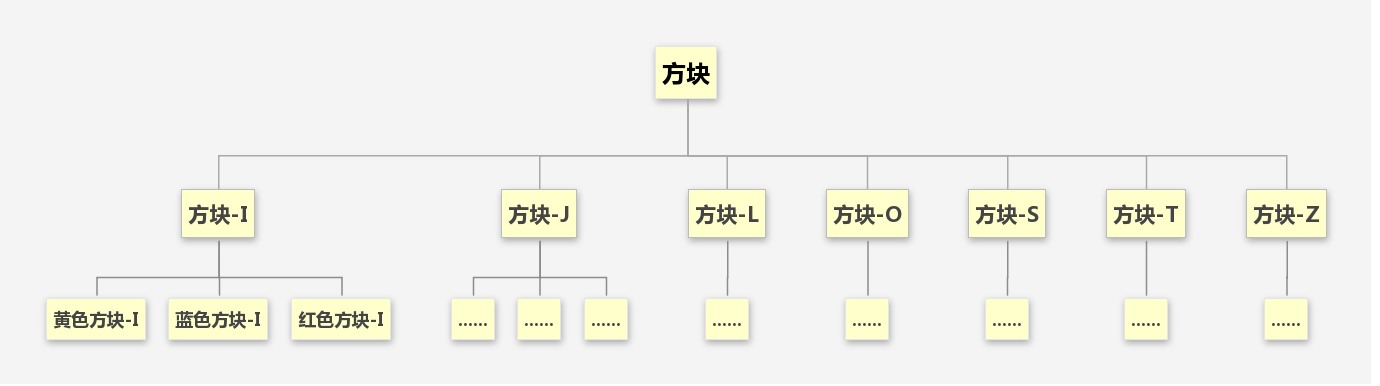 方块
方块-I
方块-J
方块-L
方块-O
方块-S
方块-T
方块-Z
黄色方块-I
蓝色方块-I
红色方块-I
......
......
......
......
......
......
......
......